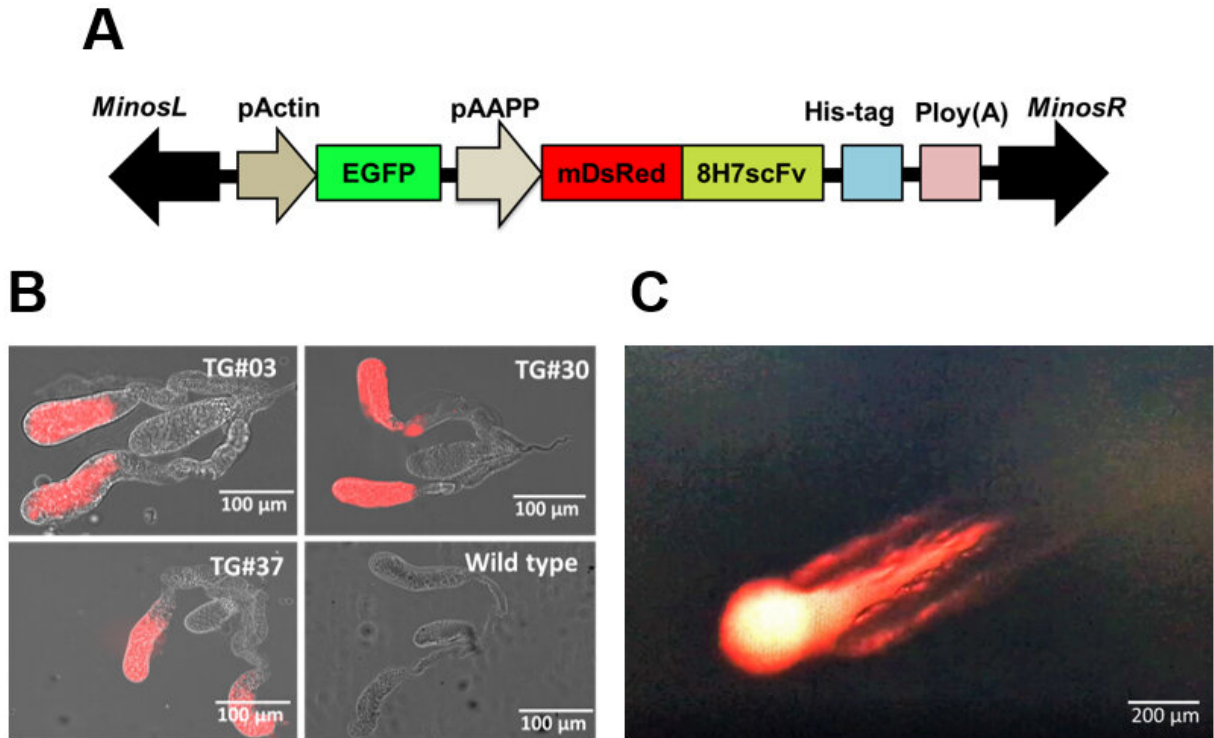 A
MinosL pActin pAAPP His-tag Ploy(A) MinosR
EGFP mDsRed 8H7scFv
B C
TG#03 TG#30
100 µm 100 µm
TG#37 Wild type
100 µm 100 µm
200 µm